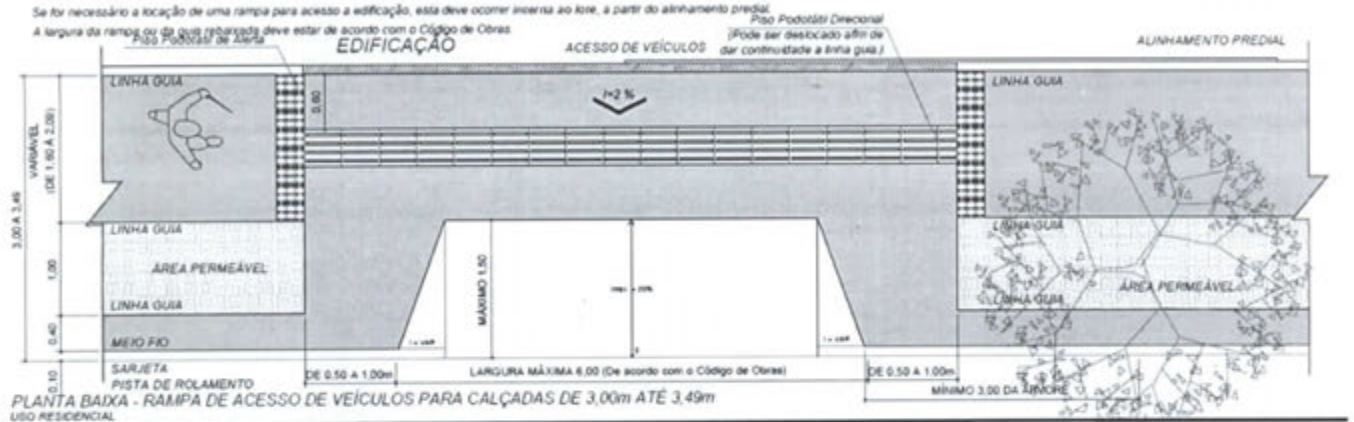 Se for necessário a locação de uma rampa para acesso a edificação, esta deve ocorrer interna ao lote, a partir do alinhamento predial.
A largura da rampa ou da guia rebaixada deve estar de acordo com o Código de Obras
Piso Podotátil de Alerta
EDIFICAÇÃO
ACESSO DE VEÍCULOS
Piso Podotátil Direcional
(Pode ser deslocado afim de
dar continuidade a linha guia.)
ALINHAMENTO PREDIAL
LINHA GUIA
LINHA GUIA
0,60
i=2 %
VARIÁVEL
(DE 1,60 À 2,09)
3,00 À 3,49
LINHA GUIA
LINHA GUIA
1,00
ÁREA PERMEÁVEL
MÁXIMO 1,50
ÁREA PERMEÁVEL
LINHA GUIA
LINHA GUIA
0,40
MEIO FIO
0,10
SARJETA
PISTA DE ROLAMENTO
DE 0.50 A 1,00m
LARGURA MÁXIMA 6,00 (De acordo com o Código de Obras)
DE 0.50 A 1,00m
MÍNIMO 3,00 DA ÁRVORE
PLANTA BAIXA - RAMPA DE ACESSO DE VEÍCULOS PARA CALÇADAS DE 3,00m ATÉ 3,49m
USO RESIDENCIAL